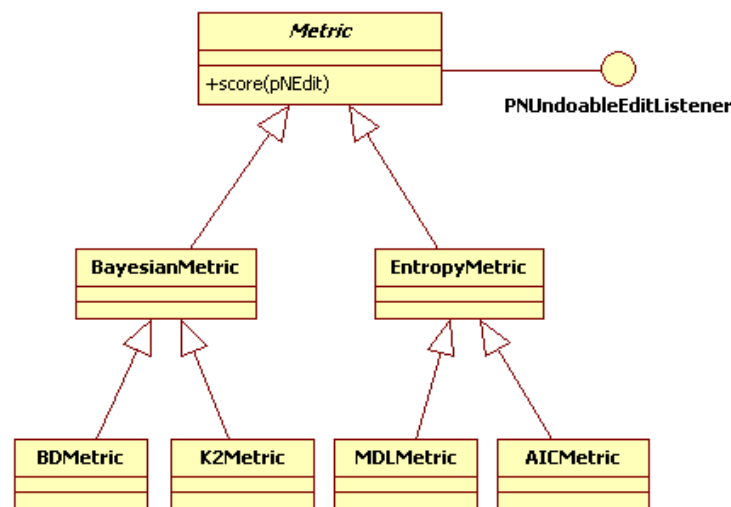 Metric
+score(pNEdit)
PNUndoableEditListener
BayesianMetric
EntropyMetric
BDMetric
K2Metric
MDLMetric
AICMetric